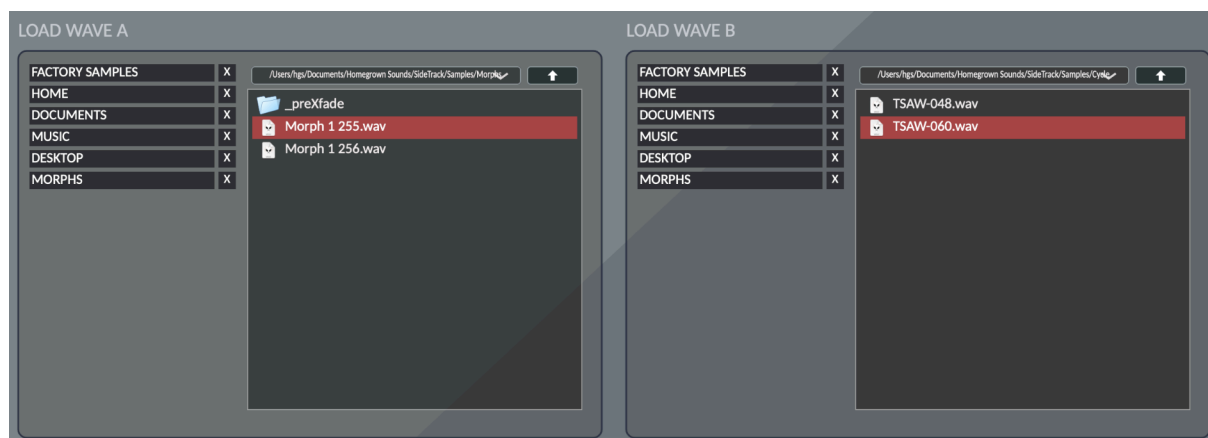 LOAD WAVE A
FACTORY SAMPLES X
HOME X
DOCUMENTS X
MUSIC X
DESKTOP X
MORPHS X
/Users/hgs/Documents/Homegrown Sounds/SideTrack/Samples/Morphs
_preXfade
Morph 1 255.wav
Morph 1 256.wav
LOAD WAVE B
FACTORY SAMPLES X
HOME X
DOCUMENTS X
MUSIC X
DESKTOP X
MORPHS X
/Users/hgs/Documents/Homegrown Sounds/SideTrack/Samples/
TSAW-048.wav
TSAW-060.wav